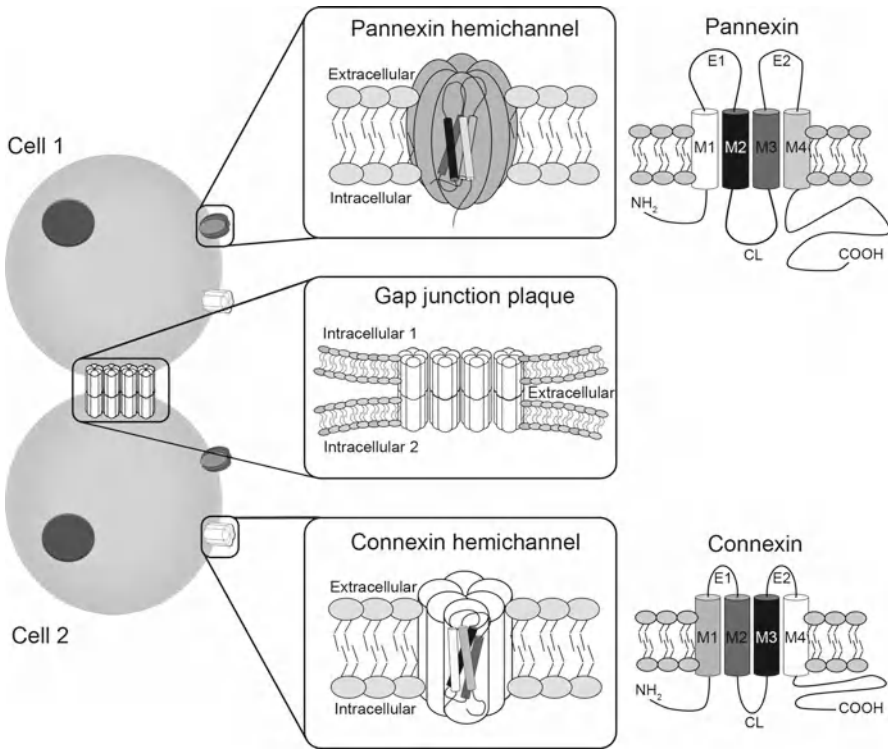 Cell 1
Cell 2
Pannexin hemichannel
Extracellular
Intracellular
Pannexin
E1
E2
M1
M2
M3
M4
NH₂
CL
COOH
Gap junction plaque
Intracellular 1
Extracellular
Intracellular 2
Connexin hemichannel
Extracellular
Intracellular
Connexin
E1
E2
M1
M2
M3
M4
NH₂
CL
COOH